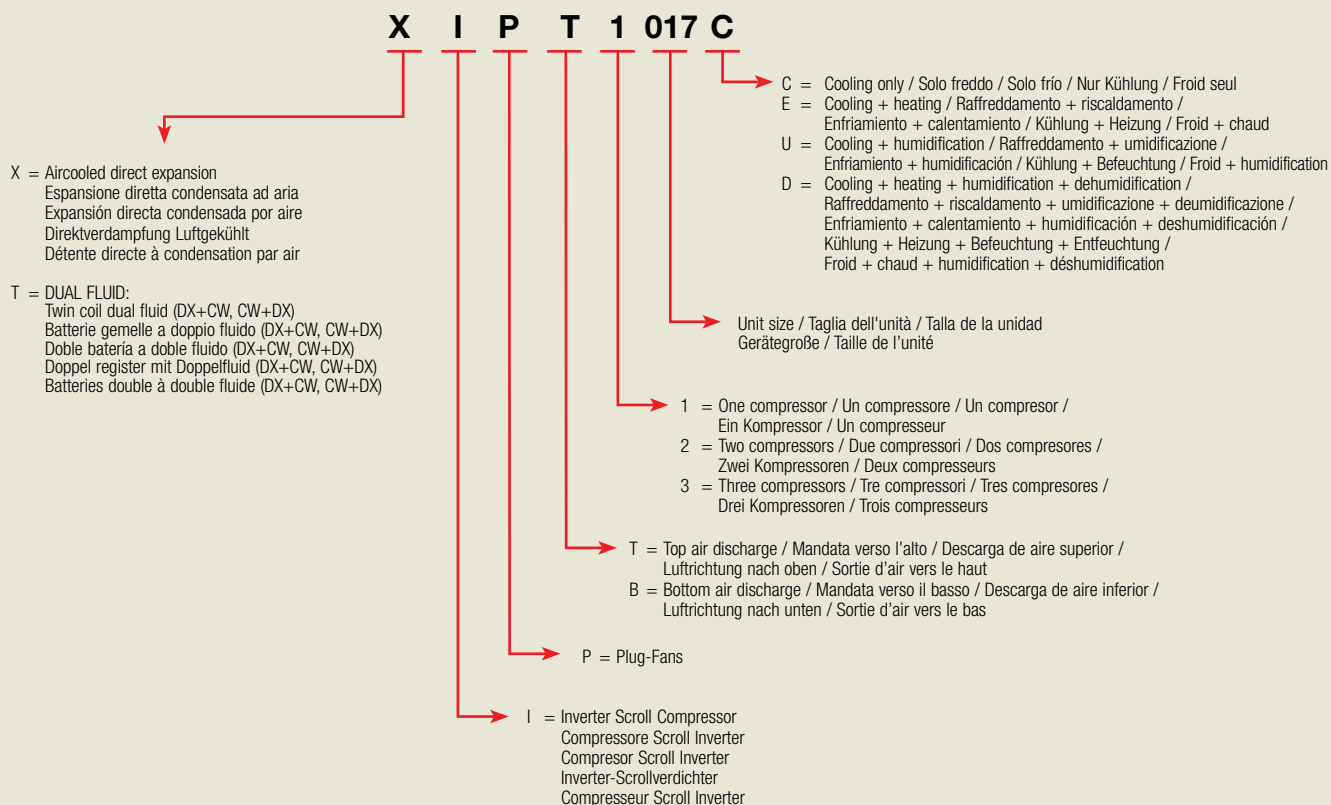 X I P T 1 017 C
C = Cooling only / Solo freddo / Solo frío / Nur Kühlung / Froid seul
E = Cooling + heating / Raffreddamento + riscaldamento /
Enfriamiento + calentamiento / Kühlung + Heizung / Froid + chaud
U = Cooling + humidification / Raffreddamento + umidificazione /
Enfriamiento + humidificación / Kühlung + Befeuchtung / Froid + humidification
D = Cooling + heating + humidification + dehumidification /
Raffreddamento + riscaldamento + umidificazione + deumidificazione /
Enfriamiento + calentamiento + humidificación + deshumidificación /
Kühlung + Heizung + Befeuchtung + Entfeuchtung /
Froid + chaud + humidification + déshumidification
X = Aircooled direct expansion
Espansione diretta condensata ad aria
Expansión directa condensada por aire
Direktverdampfung Luftgekühlt
Détente directe à condensation par air
T = DUAL FLUID:
Twin coil dual fluid (DX+CW, CW+DX)
Batterie gemelle a doppio fluido (DX+CW, CW+DX)
Doble batería a doble fluido (DX+CW, CW+DX)
Doppel register mit Doppelfluid (DX+CW, CW+DX)
Batteries double à double fluide (DX+CW, CW+DX)
Unit size / Taglia dell'unità / Talla de la unidad
Gerätegroße / Taille de l'unité
1 = One compressor / Un compressore / Un compresor /
Ein Kompressor / Un compresseur
2 = Two compressors / Due compressori / Dos compresores /
Zwei Kompressoren / Deux compresseurs
3 = Three compressors / Tre compressori / Tres compresores /
Drei Kompressoren / Trois compresseurs
T = Top air discharge / Mandata verso l'alto / Descarga de aire superior /
Luftrichtung nach oben / Sortie d'air vers le haut
B = Bottom air discharge / Mandata verso il basso / Descarga de aire inferior /
Luftrichtung nach unten / Sortie d'air vers le bas
P = Plug-Fans
I = Inverter Scroll Compressor
Compressore Scroll Inverter
Compresor Scroll Inverter
Inverter-Scrollverdichter
Compresseur Scroll Inverter